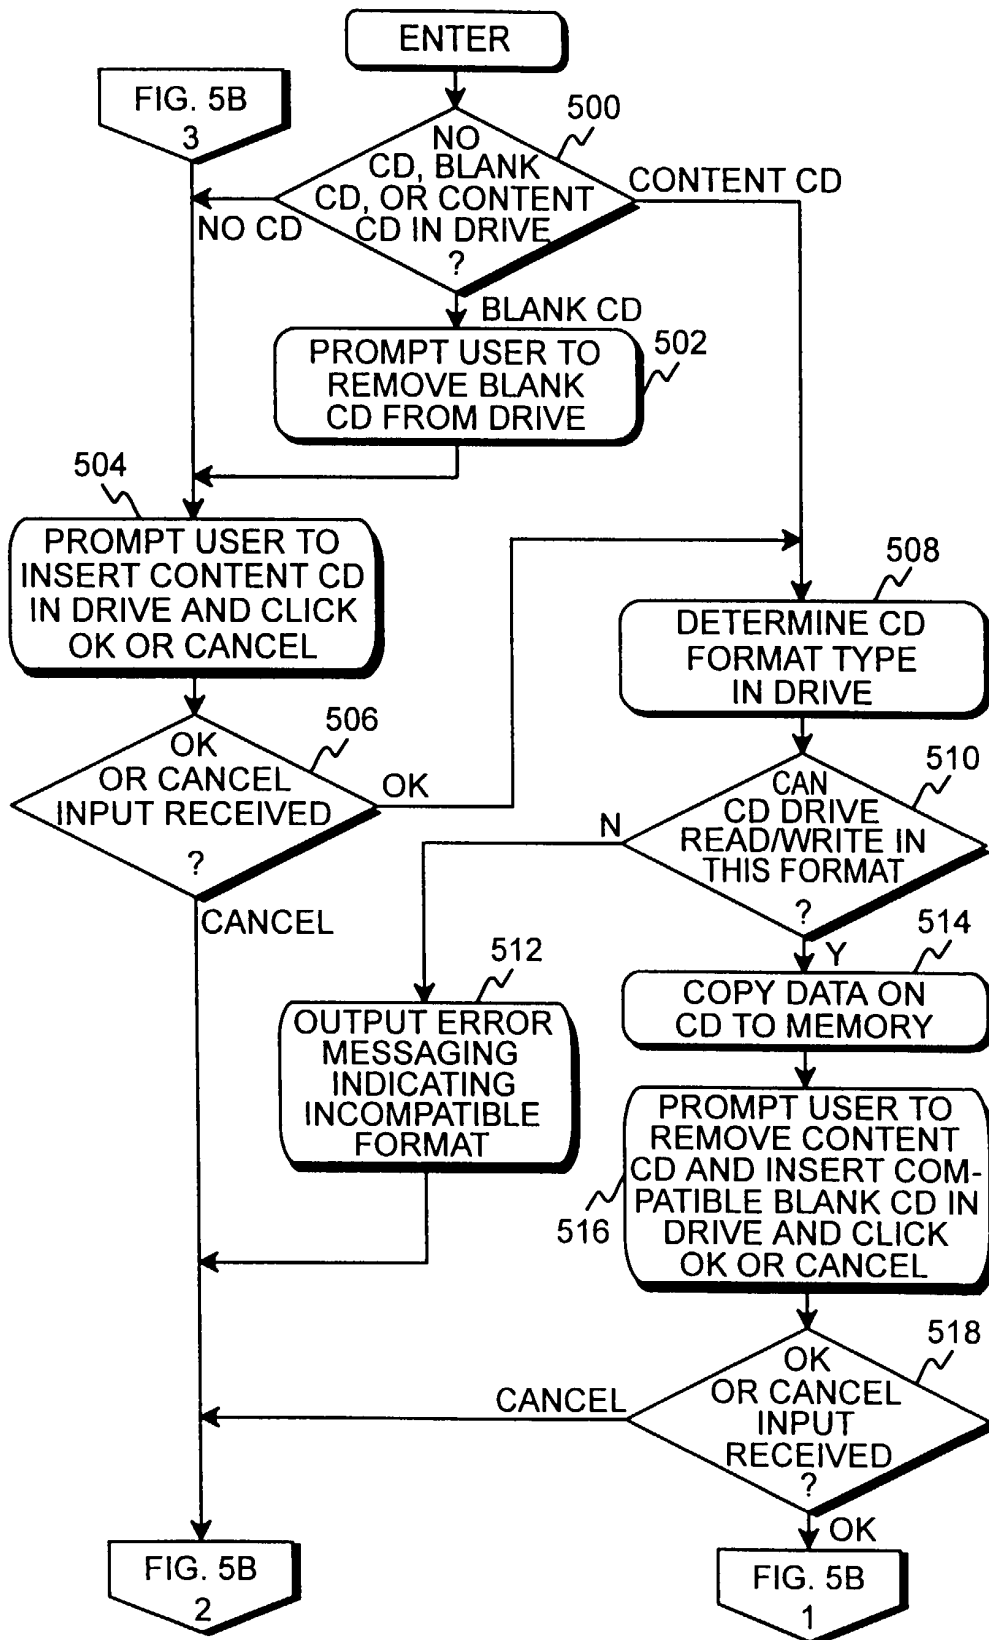 ENTER
FIG. 5B
3
500
NO
CD, BLANK
CD, OR CONTENT
CD IN DRIVE
?
CONTENT CD
NO CD
BLANK CD
PROMPT USER TO
REMOVE BLANK
CD FROM DRIVE
502
504
PROMPT USER TO
INSERT CONTENT CD
IN DRIVE AND CLICK
OK OR CANCEL
508
DETERMINE CD
FORMAT TYPE
IN DRIVE
506
OK
OR CANCEL
INPUT RECEIVED
?
OK
CANCEL
510
CAN
CD DRIVE
READ/WRITE IN
THIS FORMAT
?
N
Y
512
OUTPUT ERROR
MESSAGING
INDICATING
INCOMPATIBLE
FORMAT
514
COPY DATA ON
CD TO MEMORY
PROMPT USER TO
REMOVE CONTENT
CD AND INSERT COM-
PATIBLE BLANK CD IN
DRIVE AND CLICK
OK OR CANCEL
516
518
OK
OR CANCEL
INPUT
RECEIVED
?
CANCEL
OK
FIG. 5B
2
FIG. 5B
1